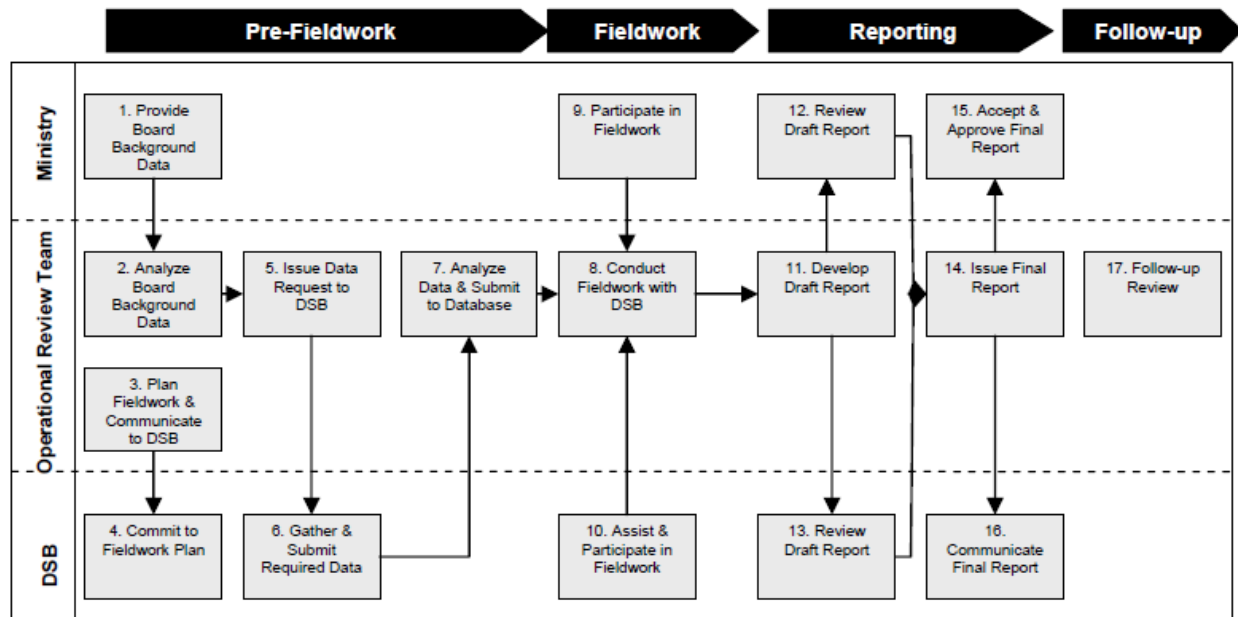 Pre-Fieldwork
Fieldwork
Reporting
Follow-up
Ministry
1. Provide
Board
Background
Data
9. Participate in
Fieldwork
12. Review
Draft Report
15. Accept &
Approve Final
Report
Operational Review Team
2. Analyze
Board
Background
Data
5. Issue Data
Request to
DSB
7. Analyze
Data & Submit
to Database
8. Conduct
Fieldwork with
DSB
11. Develop
Draft Report
14. Issue Final
Report
17. Follow-up
Review
3. Plan
Fieldwork &
Communicate
to DSB
DSB
4. Commit to
Fieldwork Plan
6. Gather &
Submit
Required Data
10. Assist &
Participate in
Fieldwork
13. Review
Draft Report
16.
Communicate
Final Report